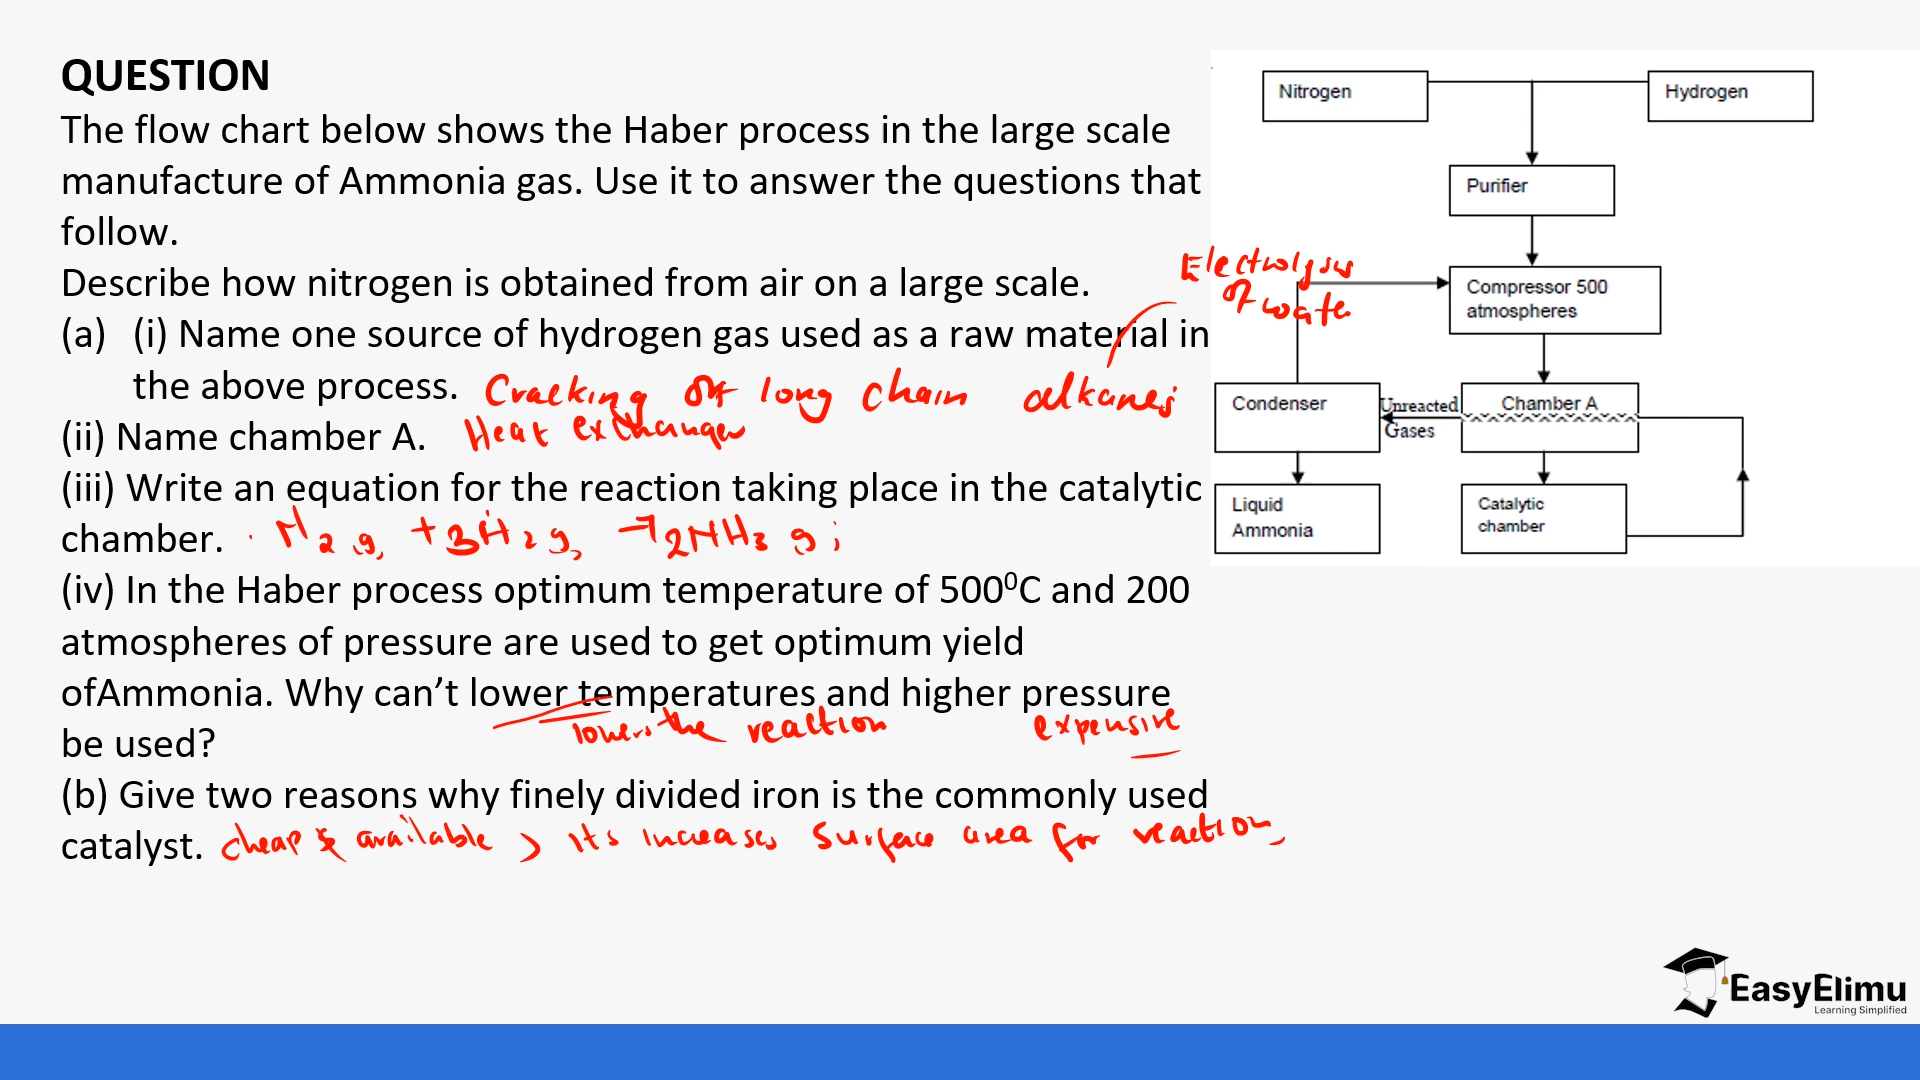 QUESTION
The flow chart below shows the Haber process in the large scale
manufacture of Ammonia gas. Use it to answer the questions that
follow.
Describe how nitrogen is obtained from air on a large scale.
(a) (i) Name one source of hydrogen gas used as a raw material in
the above process. Cracking of long chain alkanes
(ii) Name chamber A. Heat exchanger
(iii) Write an equation for the reaction taking place in the catalytic
chamber. N2 (g) + 3H2 (g) → 2NH3 (g)
(iv) In the Haber process optimum temperature of 500⁰C and 200
atmospheres of pressure are used to get optimum yield
ofAmmonia. Why can’t lower temperatures and higher pressure
lowers the reaction expensive
be used?
(b) Give two reasons why finely divided iron is the commonly used
catalyst. cheap & available > Its increases surface area for reaction,
Nitrogen
Hydrogen
Purifier
Electrolysis
of water
Compressor 500
atmospheres
Condenser
Unreacted
Gases
Chamber A
Liquid
Ammonia
Catalytic
chamber
EasyElimu
Learning Simplified